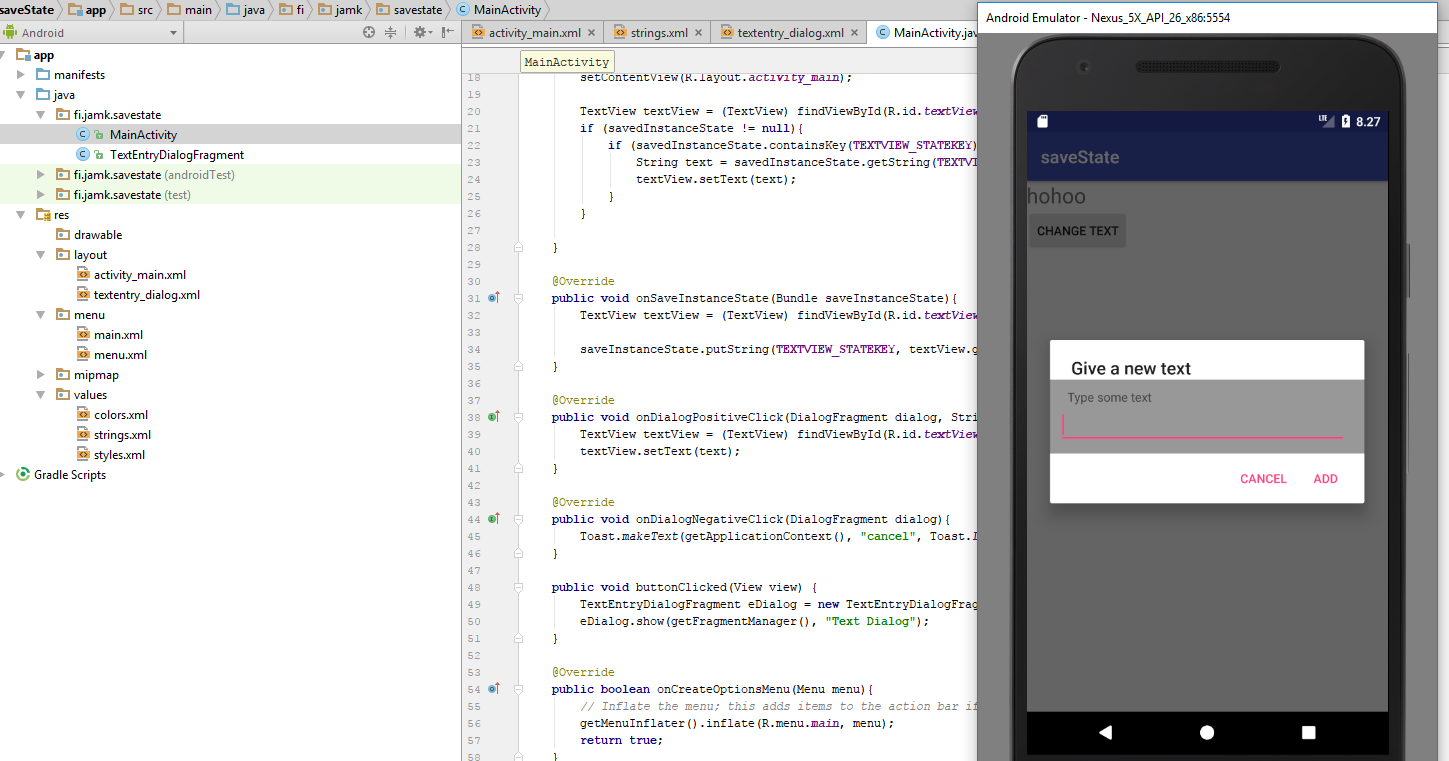 saveState app src main java fi jamk savestate MainActivity
Android
app
manifests
java
fi.jamk.savestate
MainActivity
TextEntryDialogFragment
fi.jamk.savestate (androidTest)
fi.jamk.savestate (test)
res
drawable
layout
activity_main.xml
textentry_dialog.xml
menu
main.xml
menu.xml
mipmap
values
colors.xml
strings.xml
styles.xml
Gradle Scripts
activity_main.xml strings.xml textentry_dialog.xml MainActivity.jav
MainActivity
18 setContentView(R.layout.activity_main);
19
20 TextView textView = (TextView) findViewById(R.id.textView
21 if (savedInstanceState != null){
22 if (savedInstanceState.containsKey(TEXTVIEW_STATEKEY)
23 String text = savedInstanceState.getString(TEXTVI
24 textView.setText(text);
25 }
26 }
27
28 }
29
30 @Override
31 public void onSaveInstanceState(Bundle saveInstanceState){
32 TextView textView = (TextView) findViewById(R.id.textView
33
34 saveInstanceState.putString(TEXTVIEW_STATEKEY, textView.g
35 }
36
37 @Override
38 public void onDialogPositiveClick(DialogFragment dialog, Stri
39 TextView textView = (TextView) findViewById(R.id.textView
40 textView.setText(text);
41 }
42
43 @Override
44 public void onDialogNegativeClick(DialogFragment dialog){
45 Toast.makeText(getApplicationContext(), "cancel", Toast.L
46 }
47
48 public void buttonClicked(View view) {
49 TextEntryDialogFragment eDialog = new TextEntryDialogFrag
50 eDialog.show(getFragmentManager(), "Text Dialog");
51 }
52
53 @Override
54 public boolean onCreateOptionsMenu(Menu menu){
55 // Inflate the menu; this adds items to the action bar if
56 getMenuInflater().inflate(R.menu.main, menu);
57 return true;
58 }
Android Emulator - Nexus_5X_API_26_x86:5554
LTE 8.27
saveState
hohoo
CHANGE TEXT
Give a new text
Type some text
CANCEL ADD